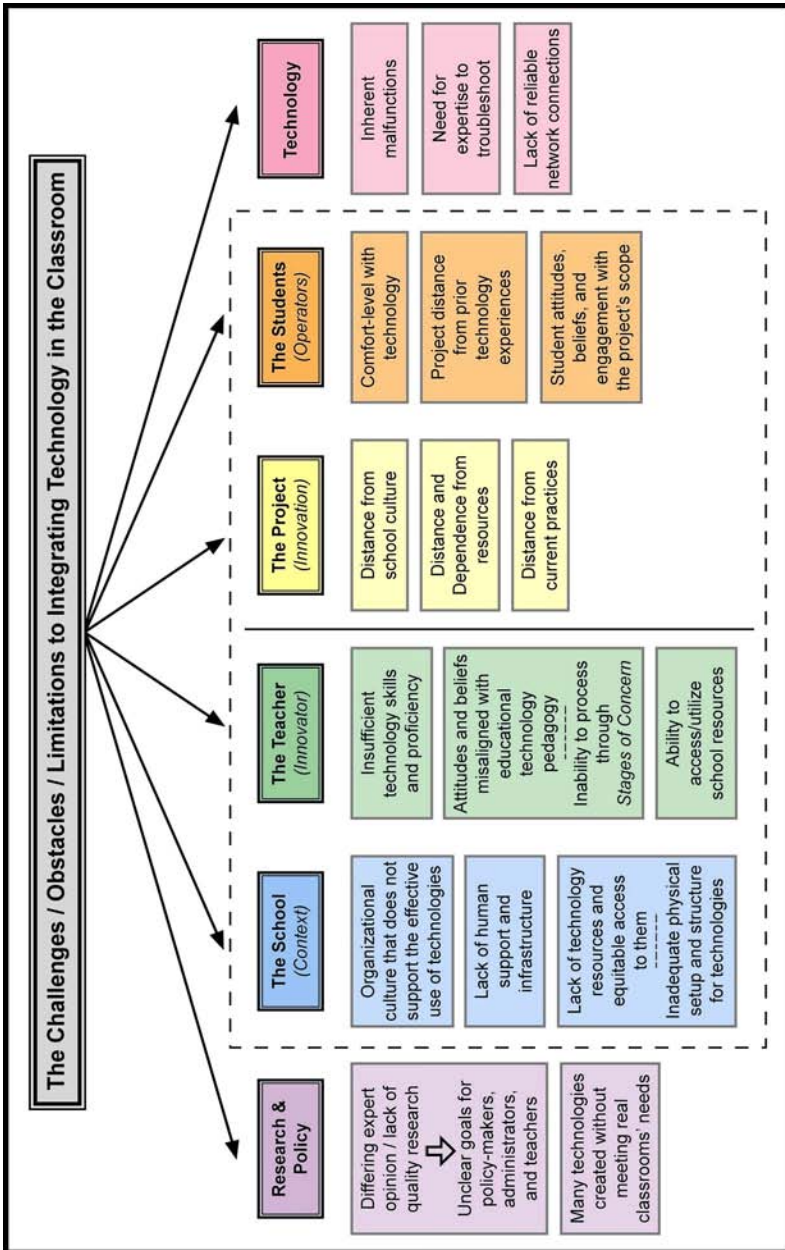 The Challenges / Obstacles / Limitations to Integrating Technology in the Classroom
Research &
Policy
Differing expert
opinion / lack of
quality research
Unclear goals for
policy-makers,
administrators,
and teachers
Many technologies
created without
meeting real
classrooms' needs
The School
(Context)
Organizational
culture that does not
support the effective
use of technologies
Lack of human
support and
infrastructure
Lack of technology
resources and
equitable access
to them
Inadequate physical
setup and structure
for technologies
The Teacher
(Innovator)
Insufficient
technology skills
and proficiency
Attitudes and beliefs
misaligned with
educational
technology
pedagogy
Inability to process
through
Stages of Concern
Ability to
access/utilize
school resources
The Project
(Innovation)
Distance from
school culture
Distance and
Dependence from
resources
Distance from
current practices
The Students
(Operators)
Comfort-level with
technology
Project distance
from prior
technology
experiences
Student attitudes,
beliefs, and
engagement with
the project's scope
Technology
Inherent
malfunctions
Need for
expertise to
troubleshoot
Lack of reliable
network connections